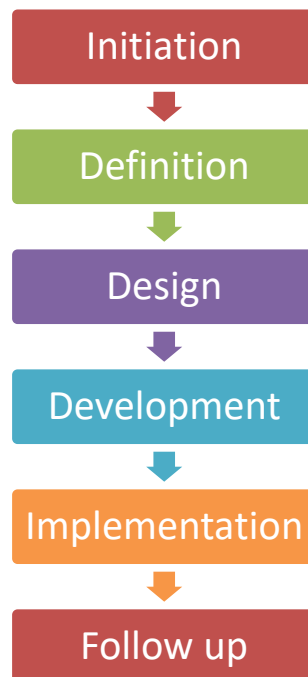 Initiation
Definition
Design
Development
Implementation
Follow up